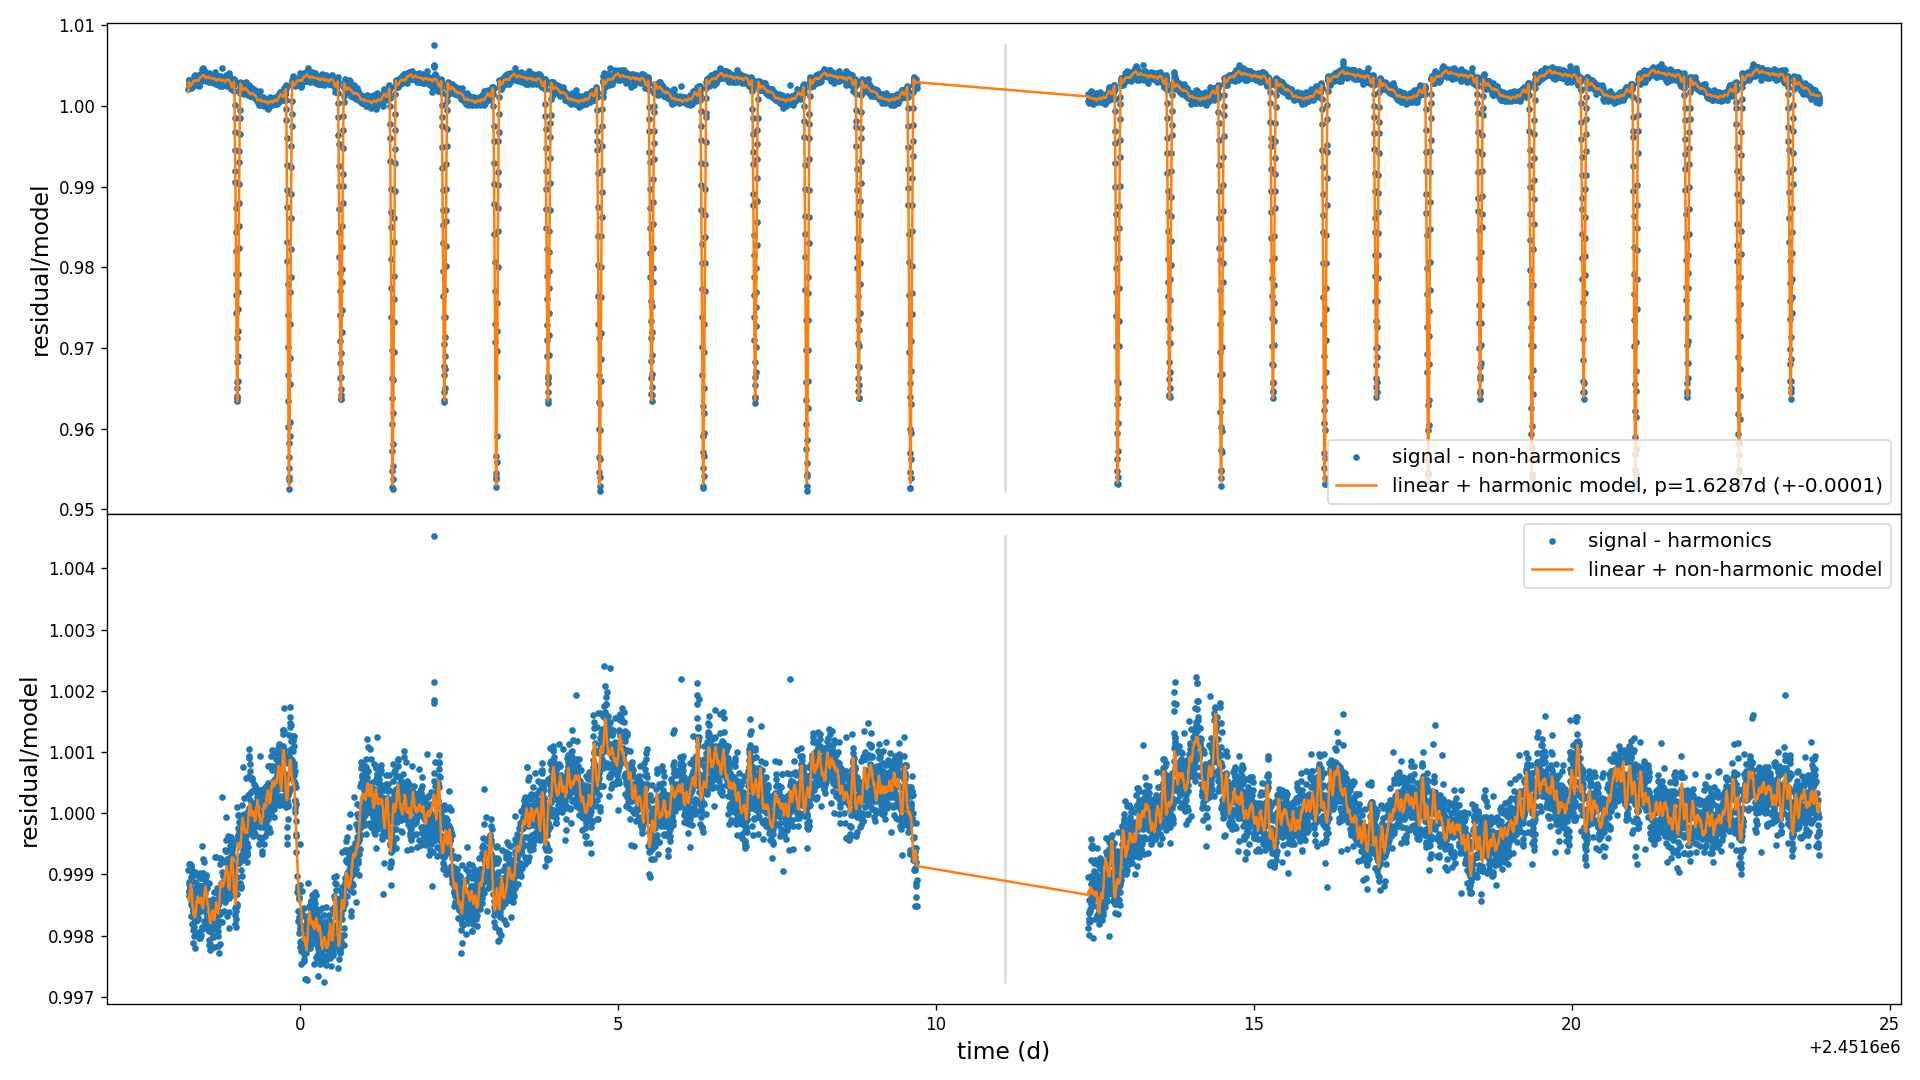 1.01
1.00
0.99
0.98
0.97
0.96
0.95
residual/model
signal - non-harmonics
linear + harmonic model, p=1.6287d (+-0.0001)
1.004
1.003
1.002
1.001
1.000
0.999
0.998
0.997
residual/model
signal - harmonics
linear + non-harmonic model
0
5
10
15
20
25
time (d)
+2.4516e6